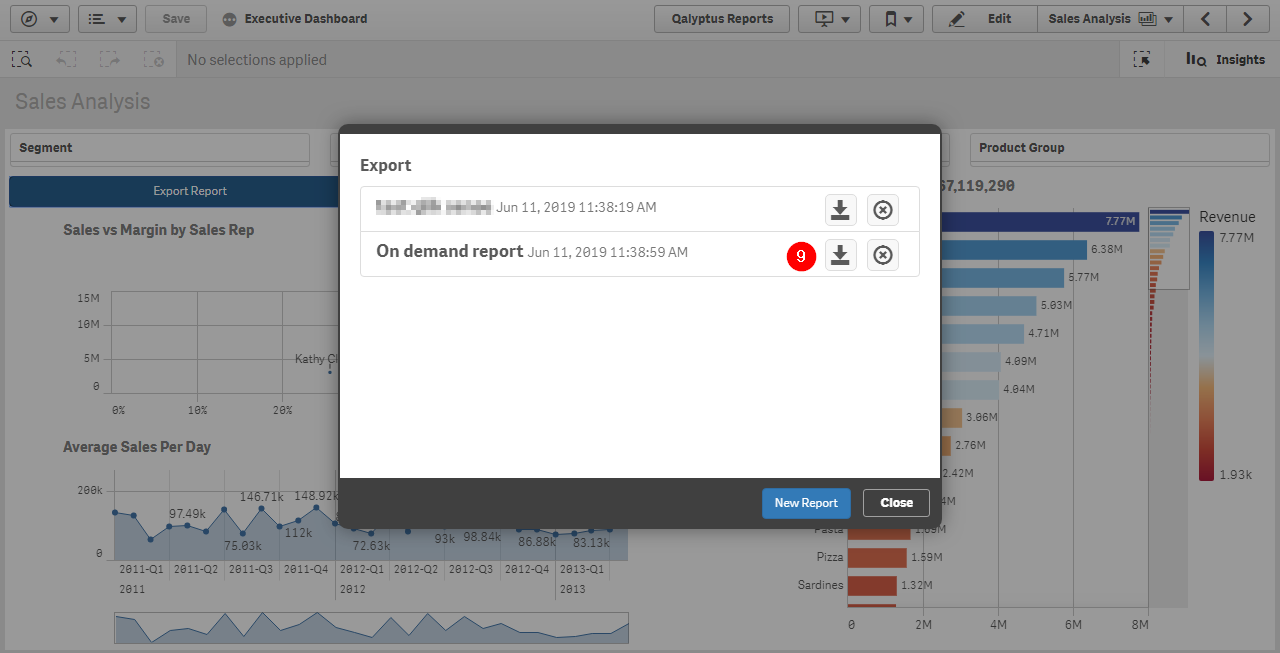 Save
Executive Dashboard
Qalyptus Reports
Edit
Sales Analysis
No selections applied
Insights
Sales Analysis
Segment
Product Group
Export Report
67,119,290
Export
Jun 11, 2019 11:38:19 AM
On demand report Jun 11, 2019 11:38:59 AM
9
New Report
Close
Sales vs Margin by Sales Rep
15M
10M
5M
0
Kathy Cl
0%
10%
20%
Average Sales Per Day
200k
0
97.49k
75.03k
146.71k
112k
148.92k
72.63k
93k
98.84k
86.88k
83.13k
2011-Q1
2011-Q2
2011-Q3
2011-Q4
2012-Q1
2012-Q2
2012-Q3
2012-Q4
2013-Q1
2011
2012
2013
7.77M
6.38M
5.77M
5.03M
4.71M
4.09M
4.04M
3.06M
2.76M
2.42M
4M
Pasta
1.69M
Pizza
1.59M
Sardines
1.32M
0
2M
4M
6M
8M
Revenue
7.77M
1.93k